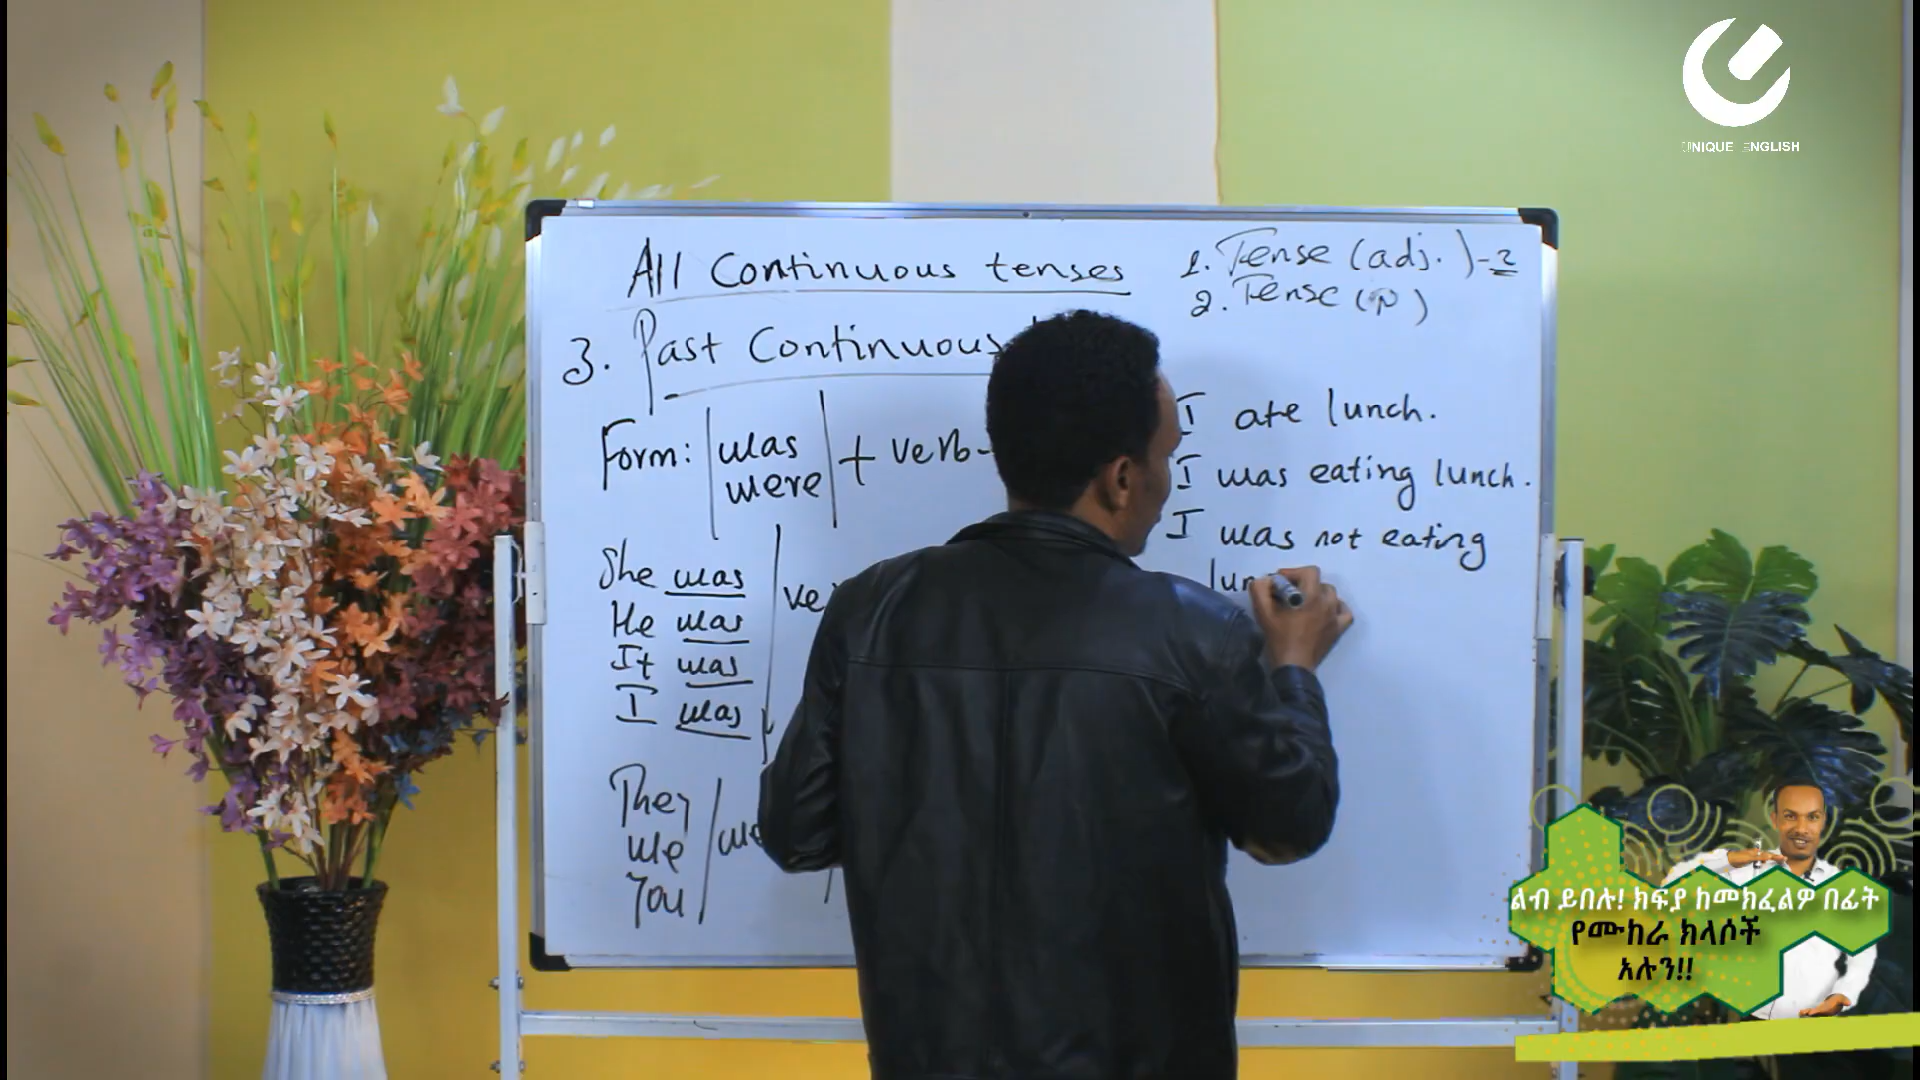 UNIQUE ENGLISH
All Continuous tenses
1. Tense (adj.) - 2
2. Tense (n)
3. Past Continuous
Form: was + verb-
were
I ate lunch.
I was eating lunch.
I was not eating
She was
He was
It was
I was
They
We
You
ልብ ይበሉ! ክፍያ ከመክፈልዎ በፊት
የሙከራ ክላሶች
አሉን!!